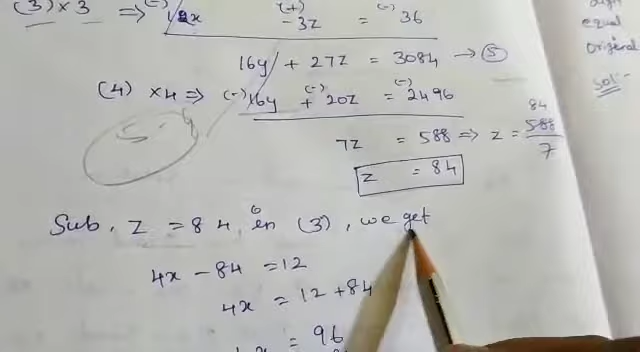 (3) × 3 ⇒ (-) 12x (+) - 3z = (-) 36
16y + 27z = 3084 → ⑤
(4) × 4 ⇒ (-) 16y (-) + 20z = (-) 2496
7z = 588 ⇒ z = 588/7 84
z = 84
Sub, z = 84, in (3), we get
4x - 84 = 12
4x = 12 + 84
= 96
equal
Original
sol:-